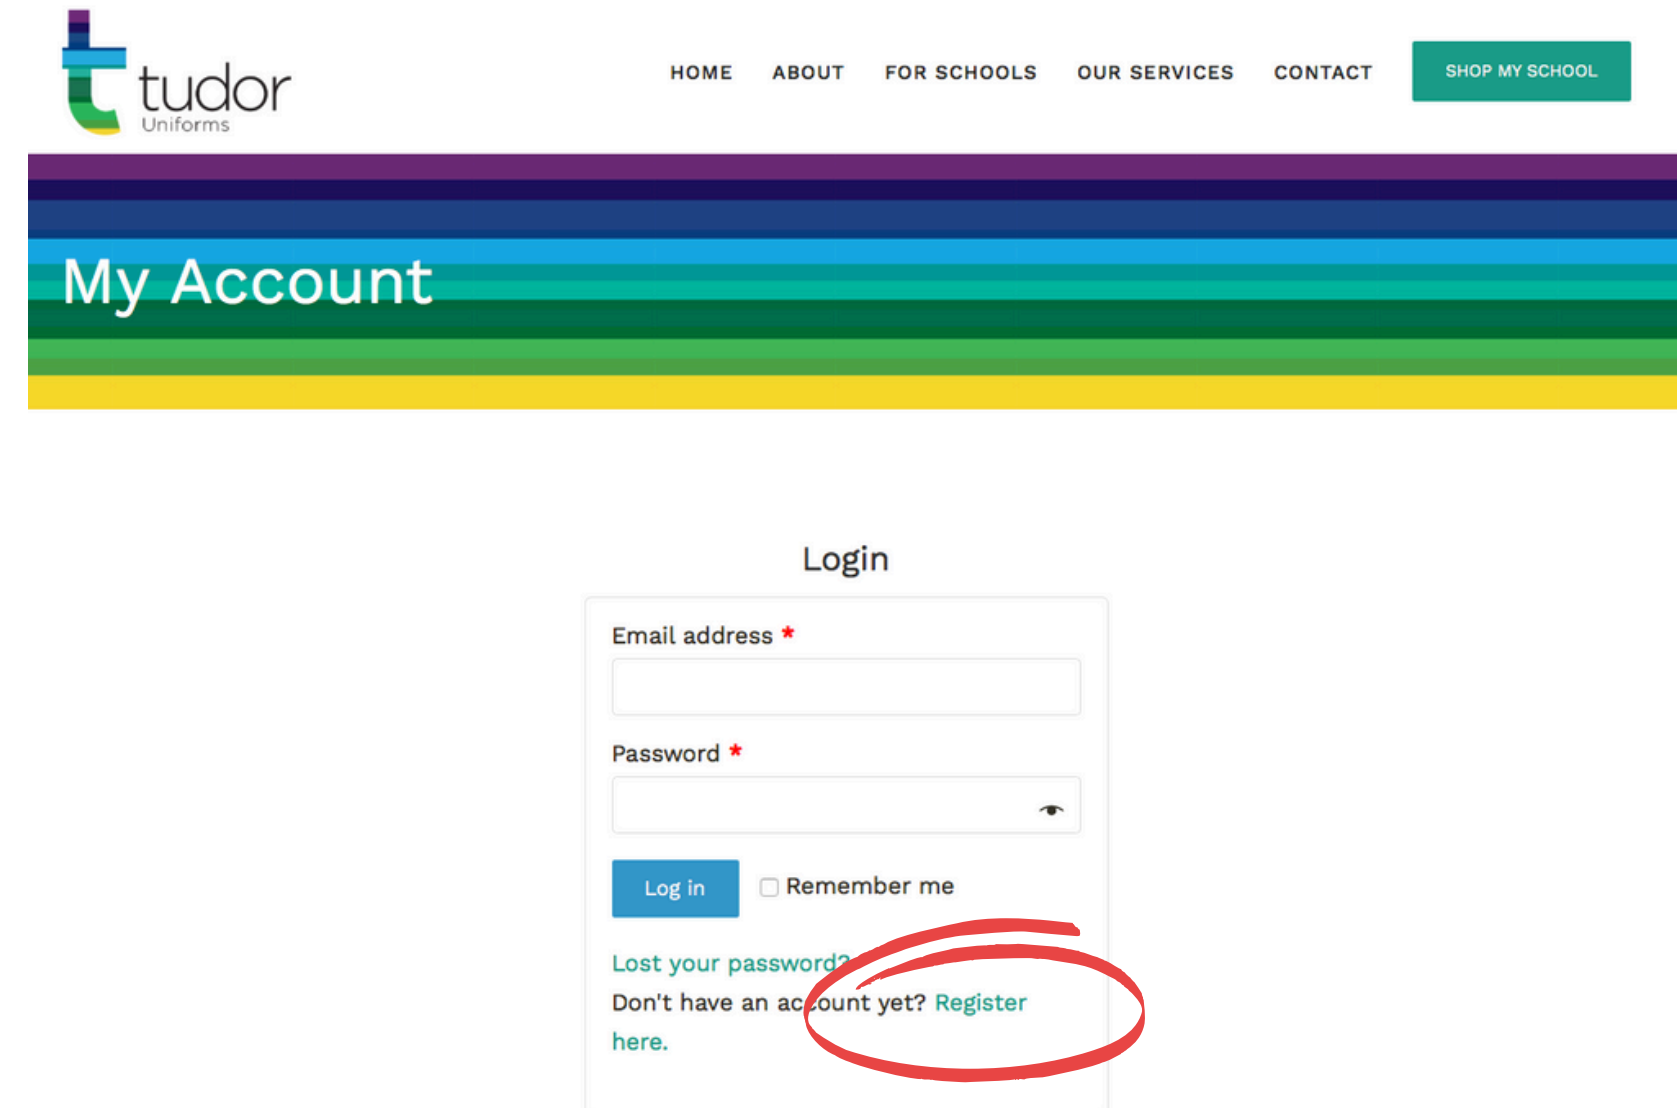 tudor
Uniforms
HOME ABOUT FOR SCHOOLS OUR SERVICES CONTACT SHOP MY SCHOOL
My Account
Login
Email address *
Password *
Log in Remember me
Lost your password?
Don't have an account yet? Register
here.